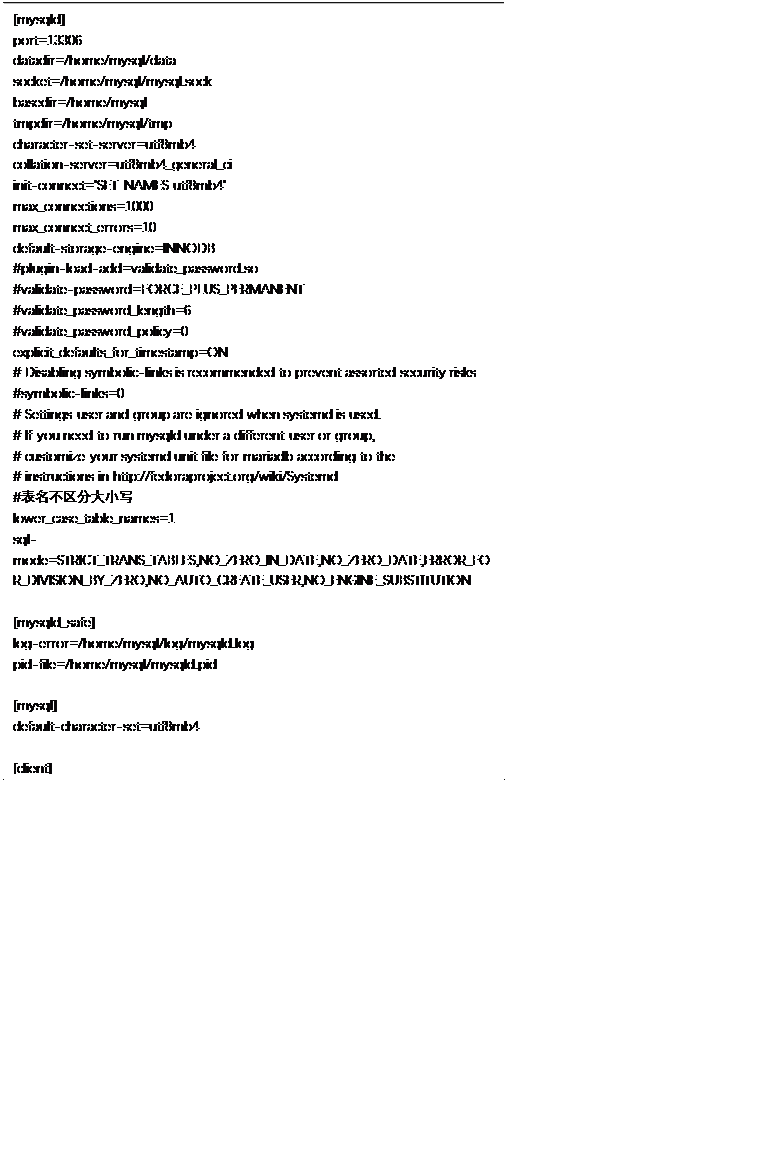 [mysqld]
port=13306
datadir=/home/mysql/data
socket=/home/mysql/mysql.sock
basedir=/home/mysql
tmpdir=/home/mysql/tmp
character-set-server=utf8mb4
collation-server=utf8mb4_general_ci
init-connect='SET NAMES utf8mb4'
max_connections=1000
max_connect_errors=10
default-storage-engine=INNODB
#plugin-load-add=validate_password.so
#validate-password=FORCE_PLUS_PERMANENT
#validate_password_length=6
#validate_password_policy=0
explicit_defaults_for_timestamp=ON
# Disabling symbolic-links is recommended to prevent assorted security risks
#symbolic-links=0
# Settings user and group are ignored when systemd is used.
# If you need to run mysqld under a different user or group,
# customize your systemd unit file for mariadb according to the
# instructions in http://fedoraproject.org/wiki/Systemd
#表名不区分大小写
lower_case_table_names=1
sql-
mode=STRICT_TRANS_TABLES,NO_ZERO_IN_DATE,NO_ZERO_DATE,ERROR_FO
R_DIVISION_BY_ZERO,NO_AUTO_CREATE_USER,NO_ENGINE_SUBSTITUTION
[mysqld_safe]
log-error=/home/mysql/log/mysqld.log
pid-file=/home/mysql/mysqld.pid
[mysql]
default-character-set=utf8mb4
[client]